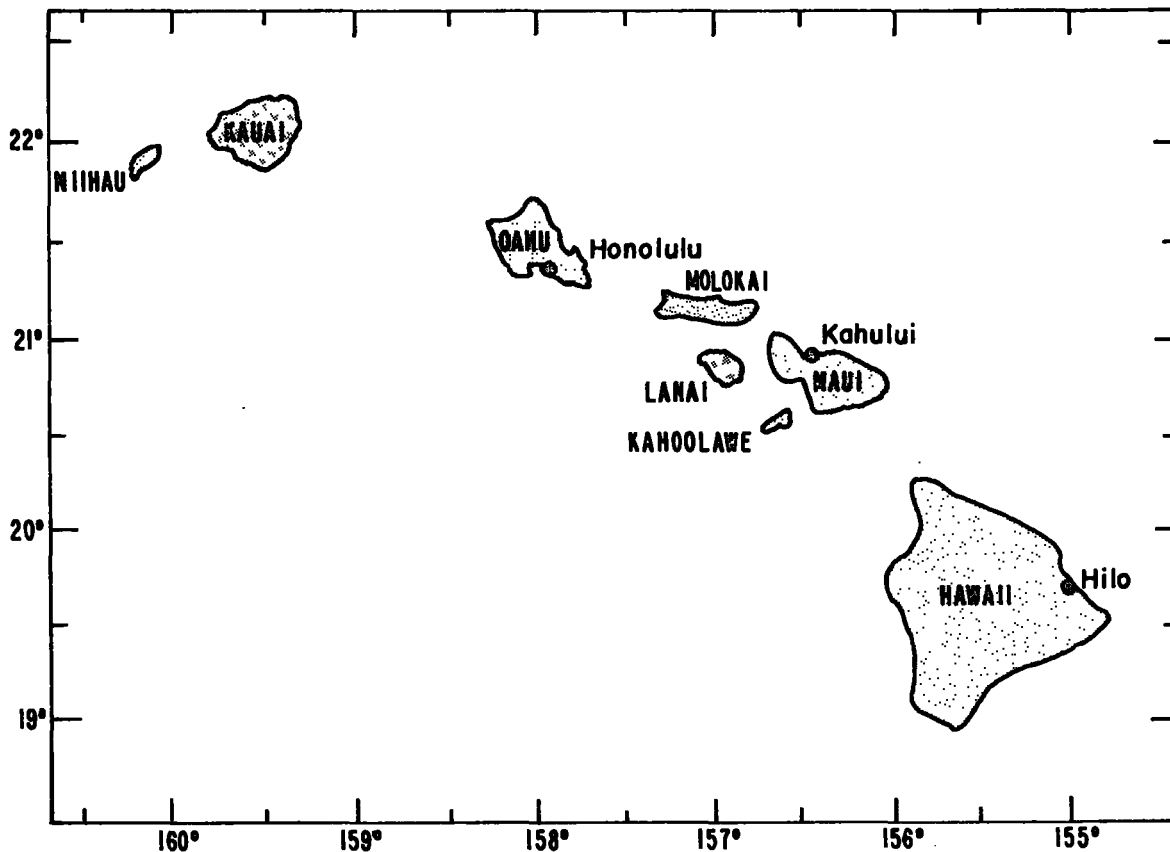 22°
KAUAI
NIIHAU
OAHU
Honolulu
MOLOKAI
21°
Kahului
MAUI
LANAI
KAHOOLAWE
20°
Hilo
HAWAII
19°
160°
159°
158°
157°
156°
155°